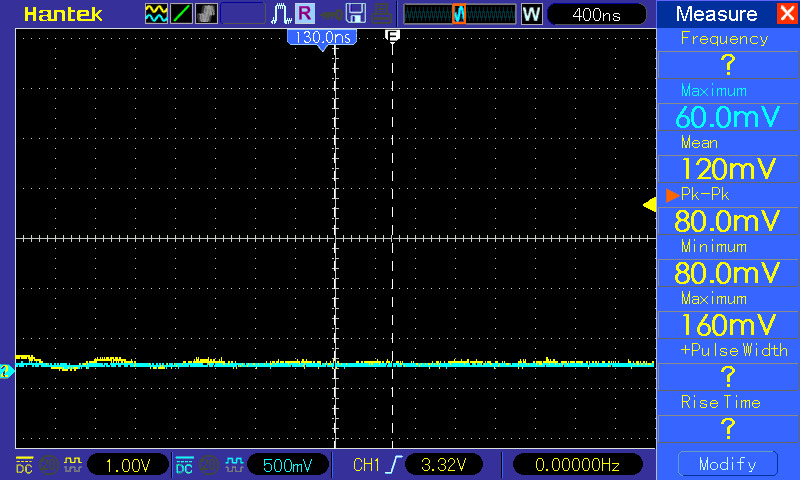 Hantek
R
W
400ns
Measure
130.0ns
F
Frequency
?
Maximum
60.0mV
Mean
120mV
Pk-Pk
80.0mV
Minimum
80.0mV
Maximum
160mV
+Pulse Width
?
Rise Time
?
Modify
DC
1.00V
DC
500mV
CH1
3.32V
0.00000Hz